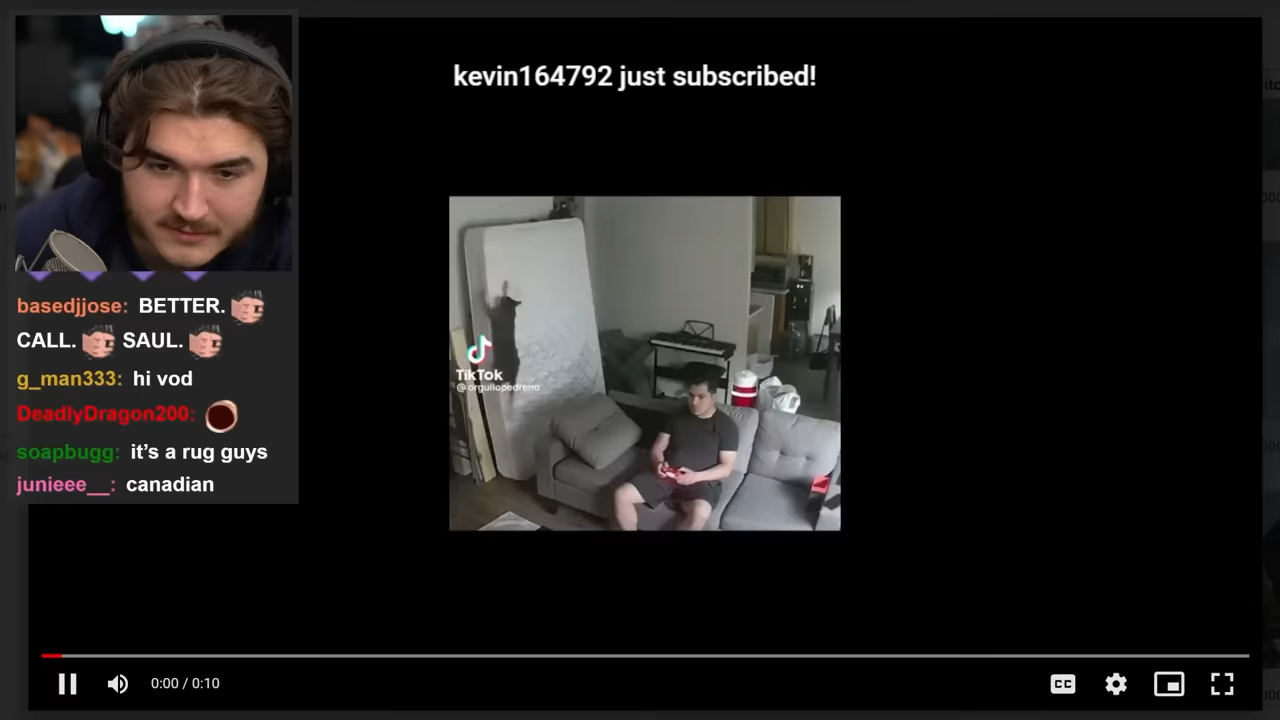 kevin164792 just subscribed!
basedjjose: BETTER.
CALL. SAUL.
g_man333: hi vod
DeadlyDragon200:
soapbugg: it’s a rug guys
junieee__: canadian
TikTok
@orgullopedreno
0:00 / 0:10
CC